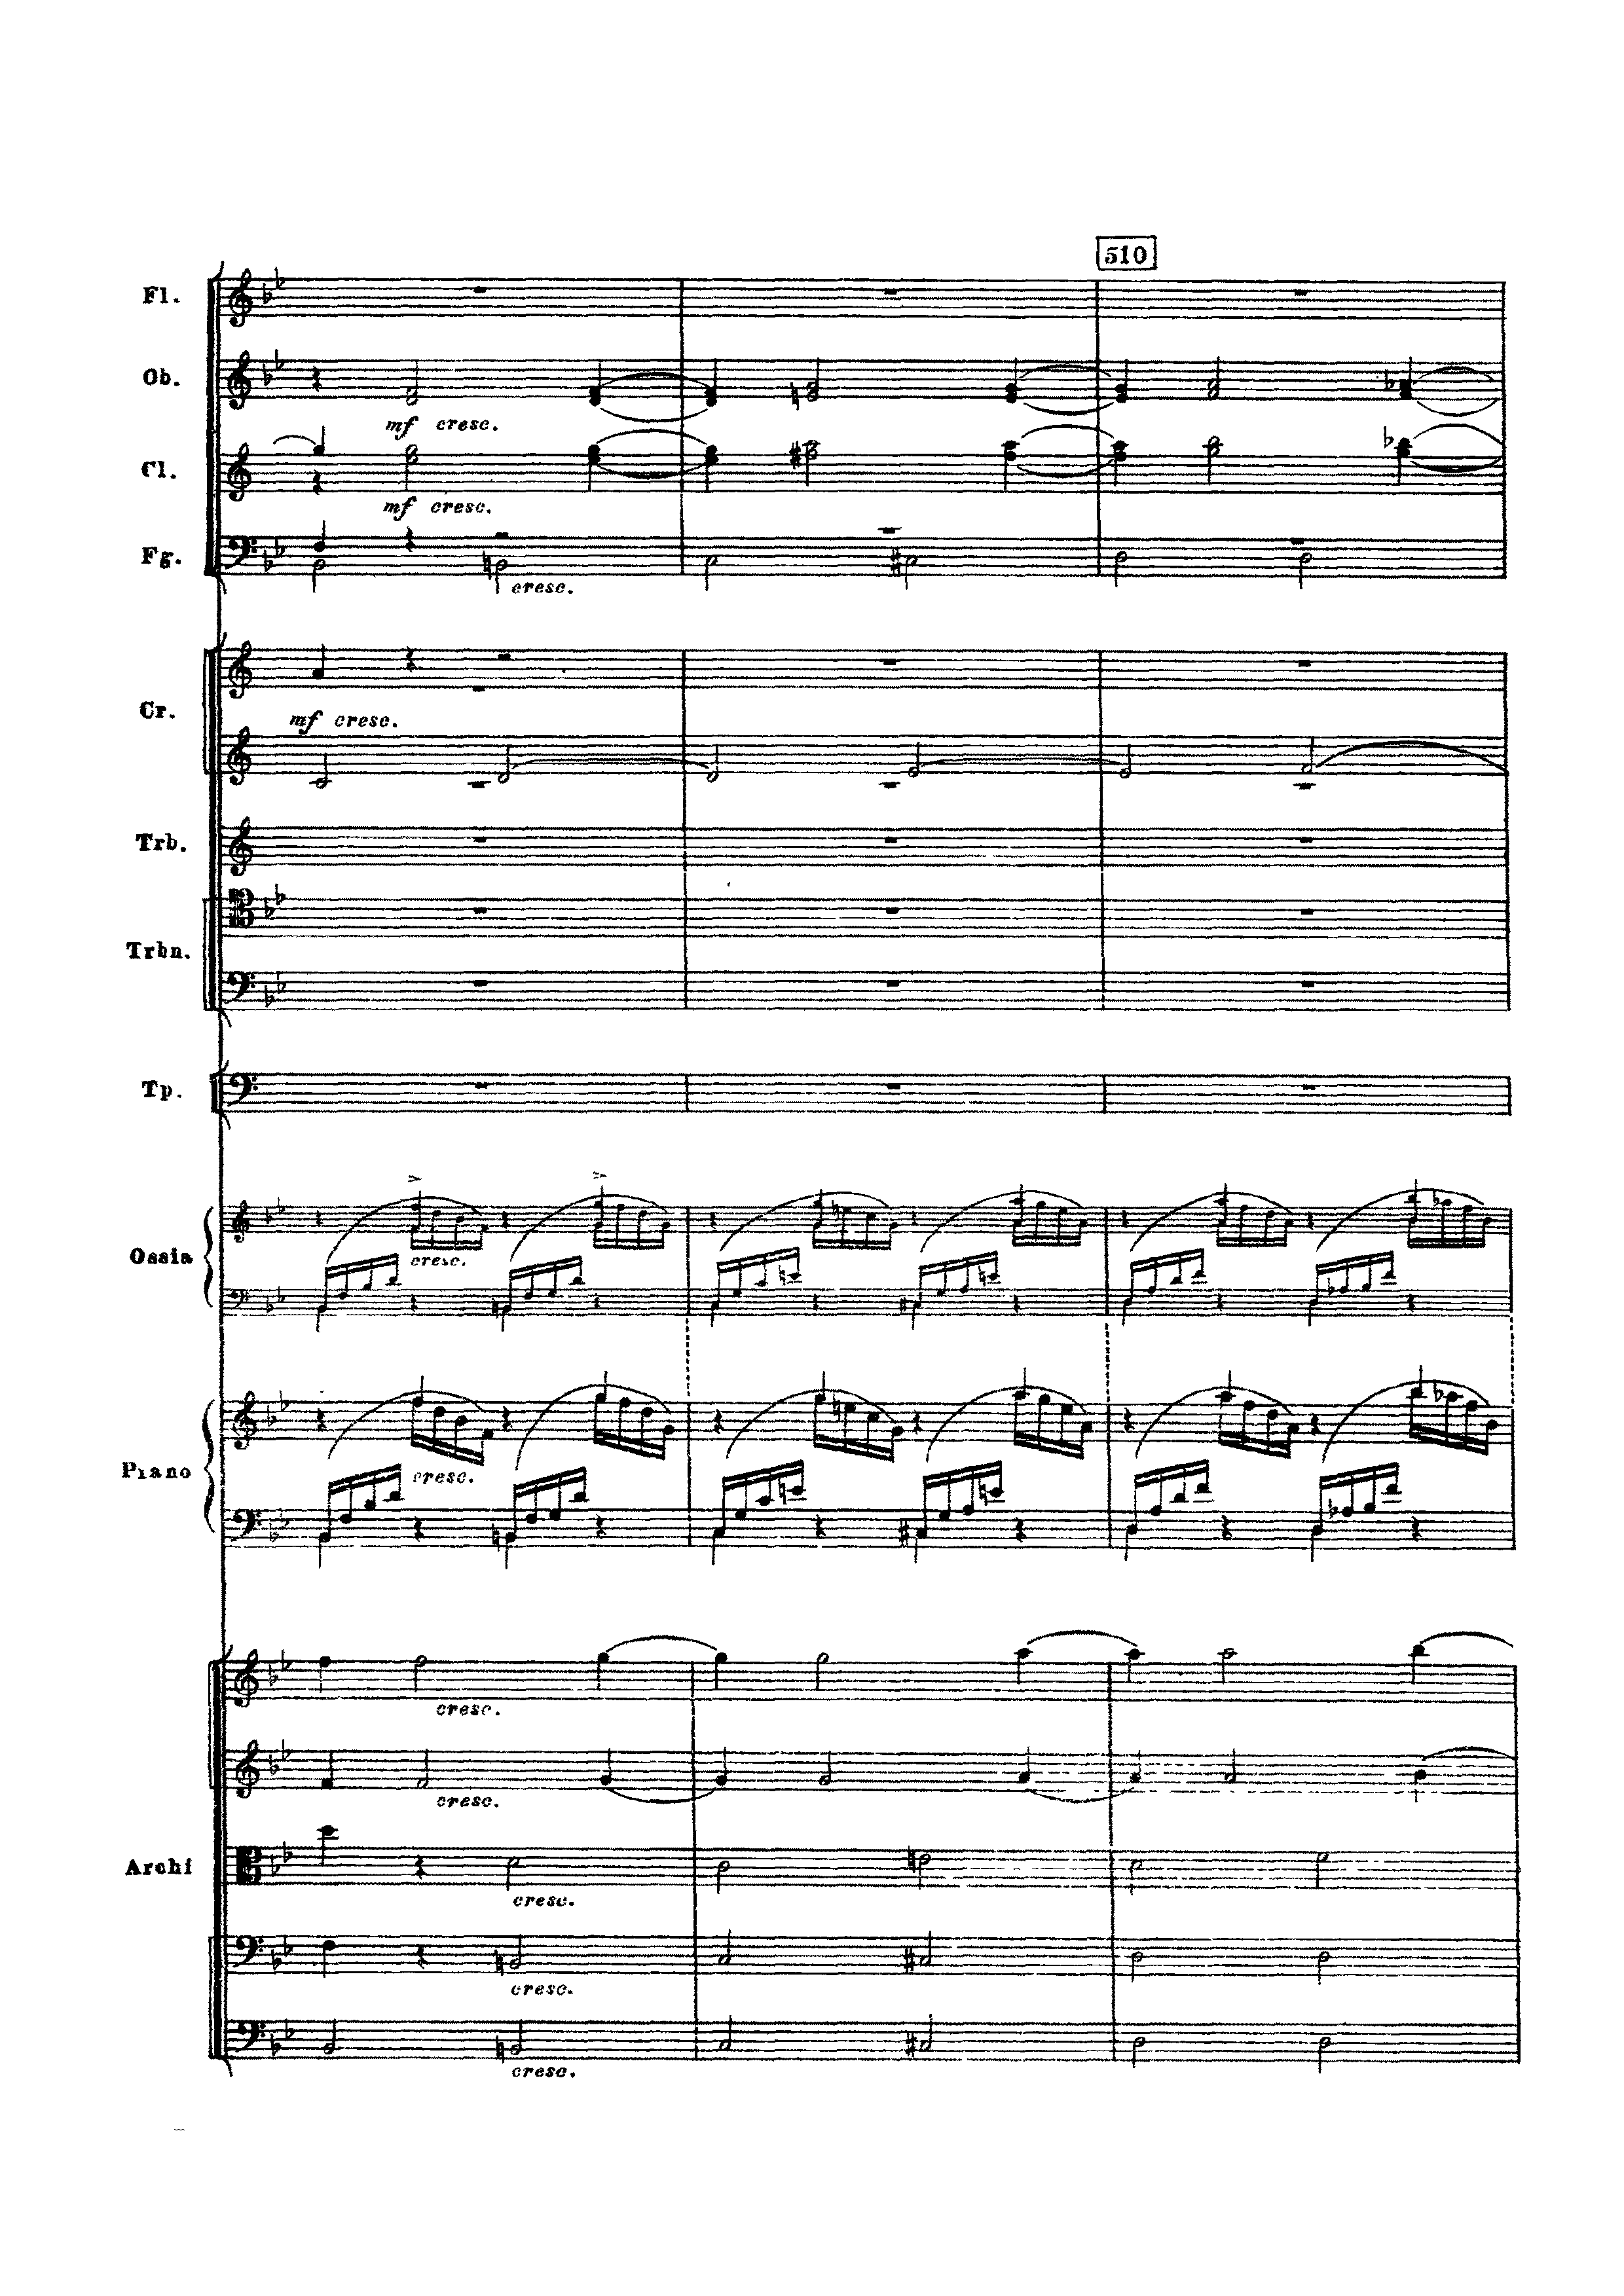 510
Fl.
Ob.
mf cresc.
Cl.
mf cresc.
Fg.
cresc.
Cr.
mf cresc.
Trb.
Trbn.
Tp.
Ossia
cresc.
Piano
cresc.
cresc.
cresc.
Archi
cresc.
cresc.
cresc.